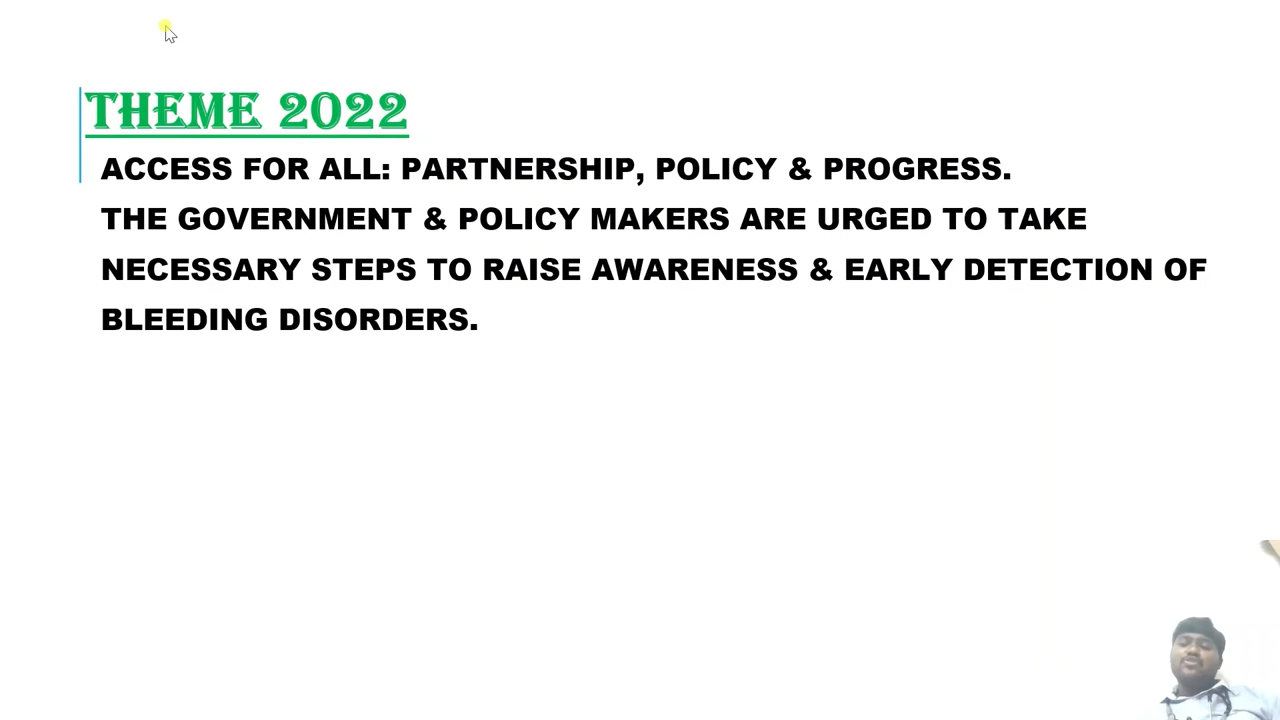 THEME 2022
ACCESS FOR ALL: PARTNERSHIP, POLICY & PROGRESS.
THE GOVERNMENT & POLICY MAKERS ARE URGED TO TAKE
NECESSARY STEPS TO RAISE AWARENESS & EARLY DETECTION OF
BLEEDING DISORDERS.